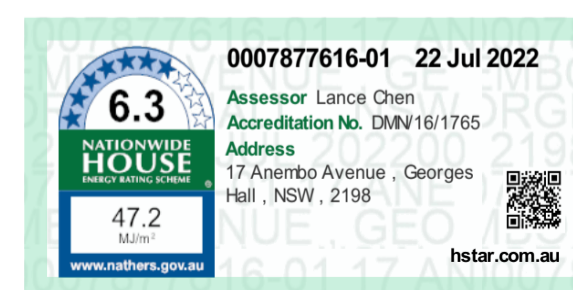 0007877616-01 22 Jul 2022
Assessor Lance Chen
Accreditation No. DMN/16/1765
Address
17 Anembo Avenue , Georges
Hall , NSW , 2198
hstar.com.au
6.3
NATIONWIDE
HOUSE
ENERGY RATING SCHEME
47.2
MJ/m²
www.nathers.gov.au